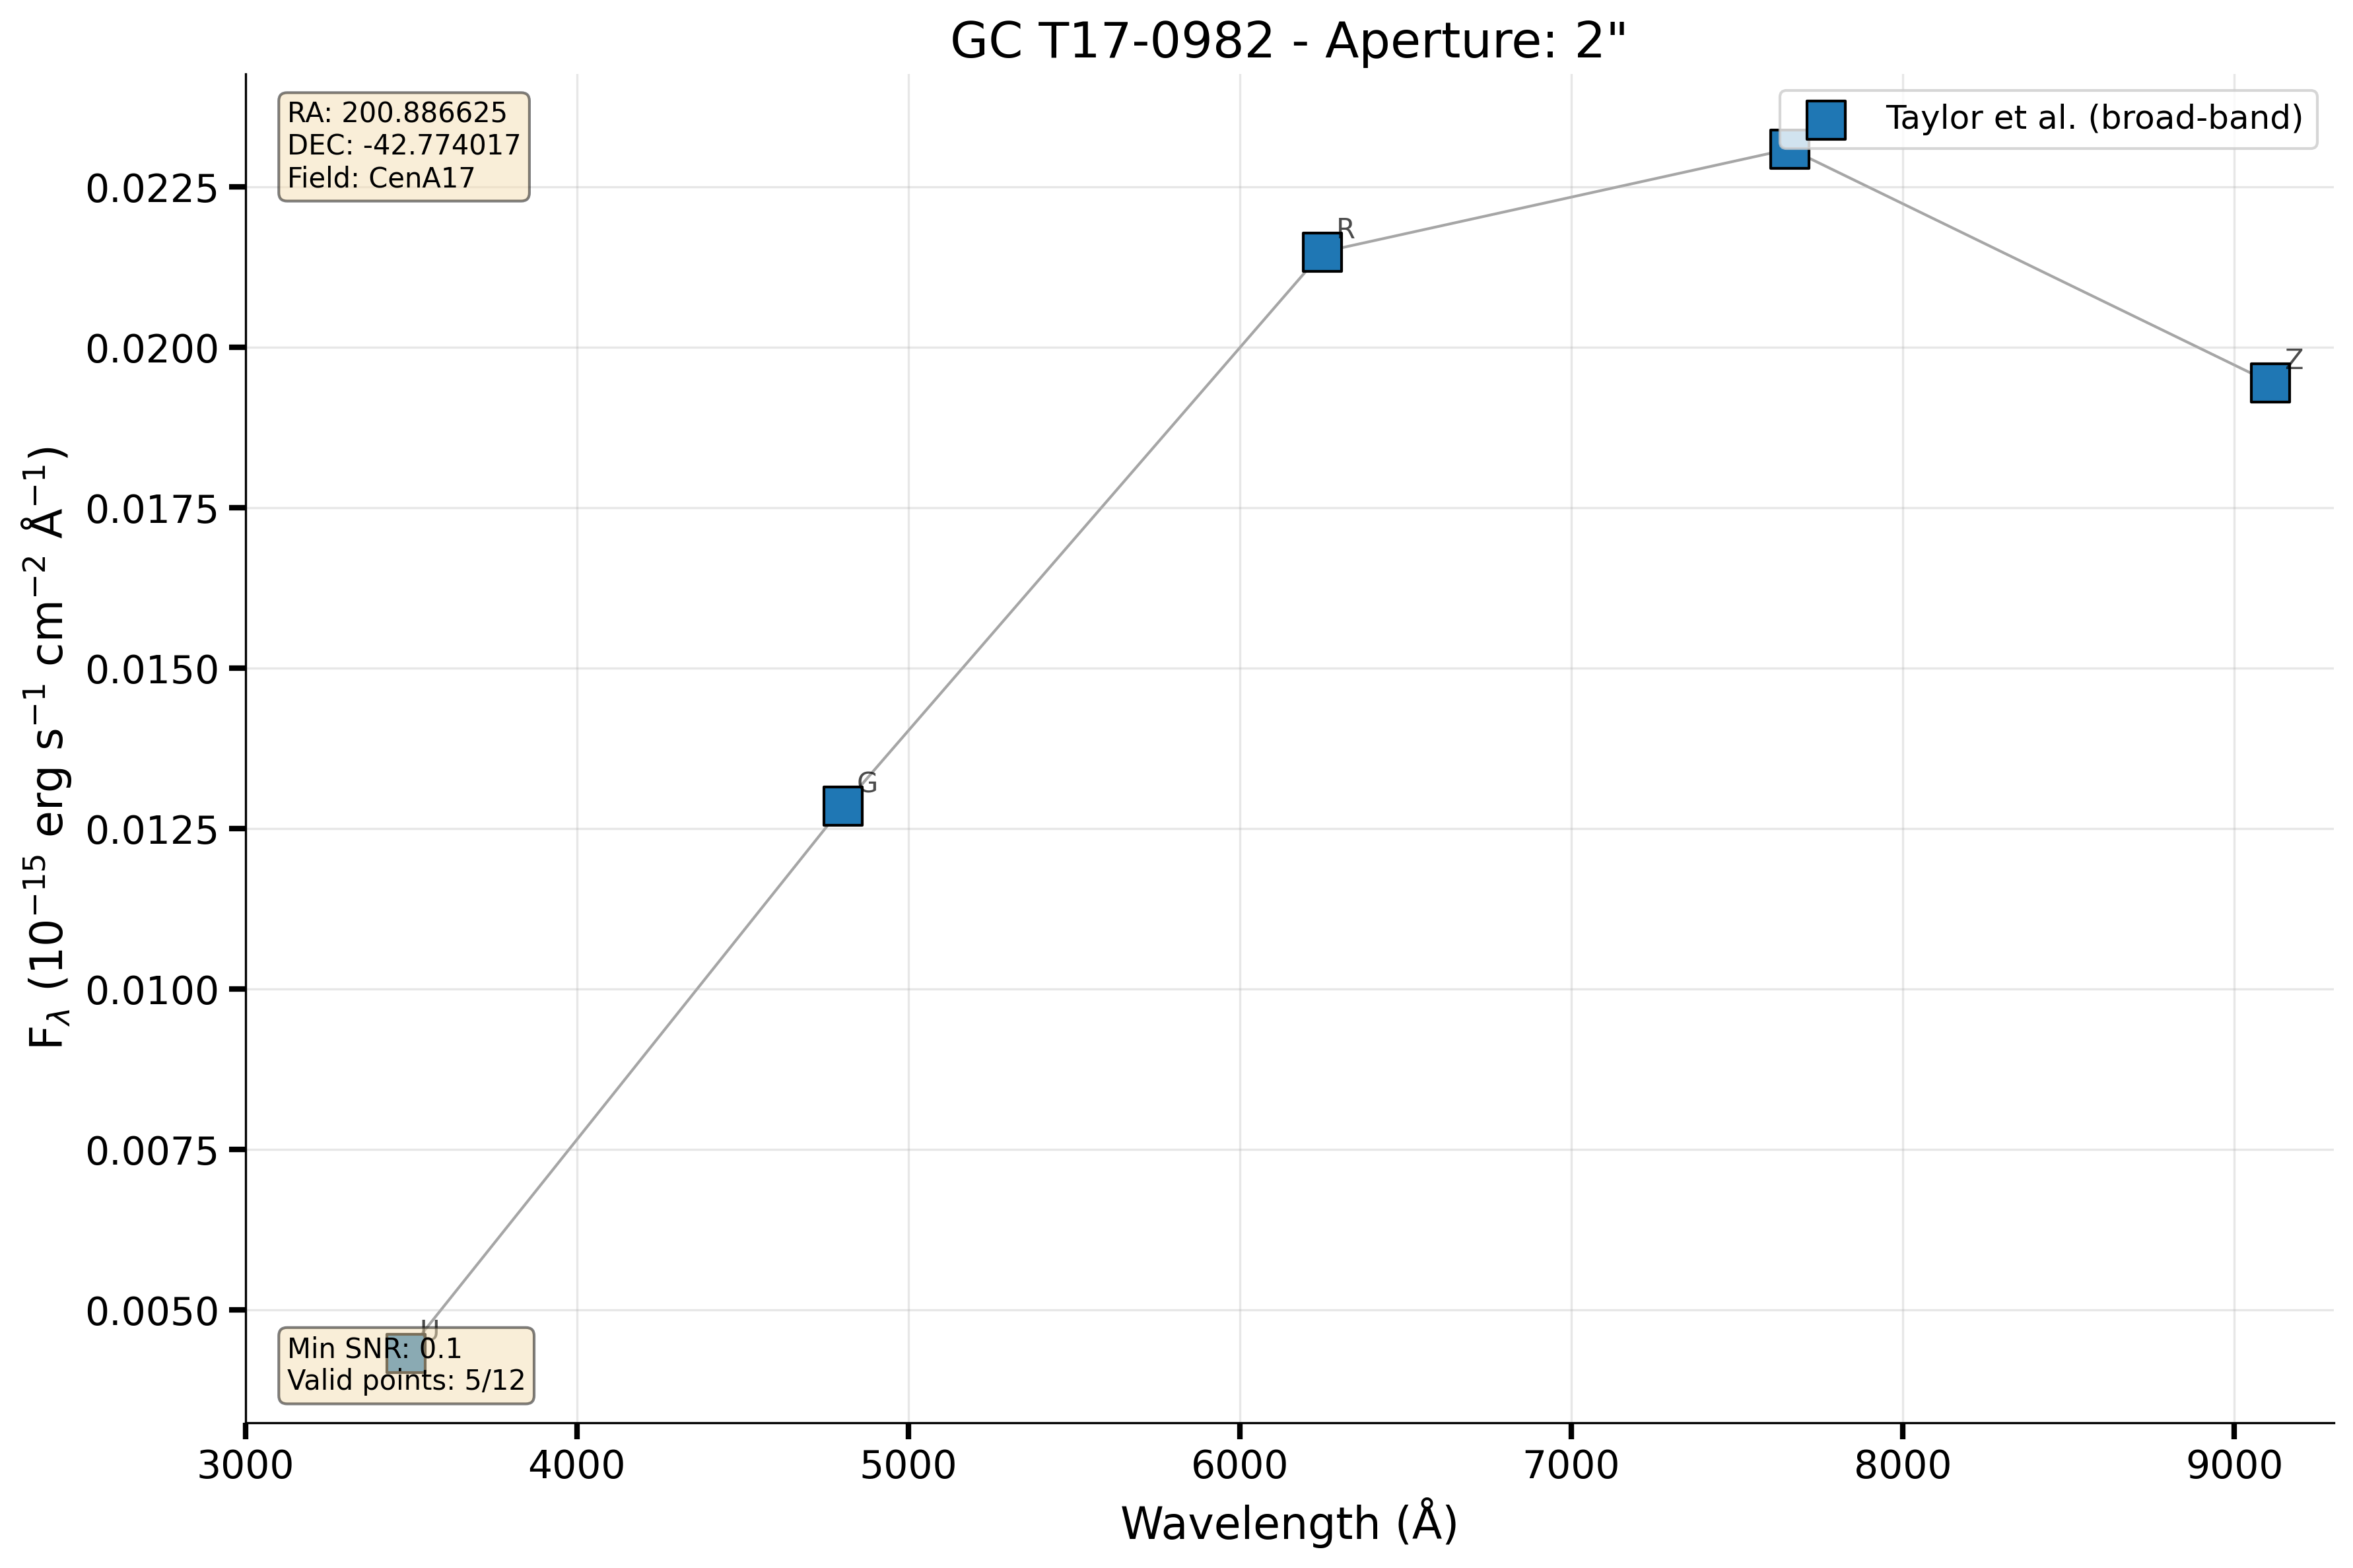 GC T17-0982 - Aperture: 2"
RA: 200.886625
DEC: -42.774017
Field: CenA17
Taylor et al. (broad-band)
R
Z
G
U
Min SNR: 0.1
Valid points: 5/12
F_λ (10⁻¹⁵ erg s⁻¹ cm⁻² Å⁻¹)
0.0225
0.0200
0.0175
0.0150
0.0125
0.0100
0.0075
0.0050
3000 4000 5000 6000 7000 8000 9000
Wavelength (Å)